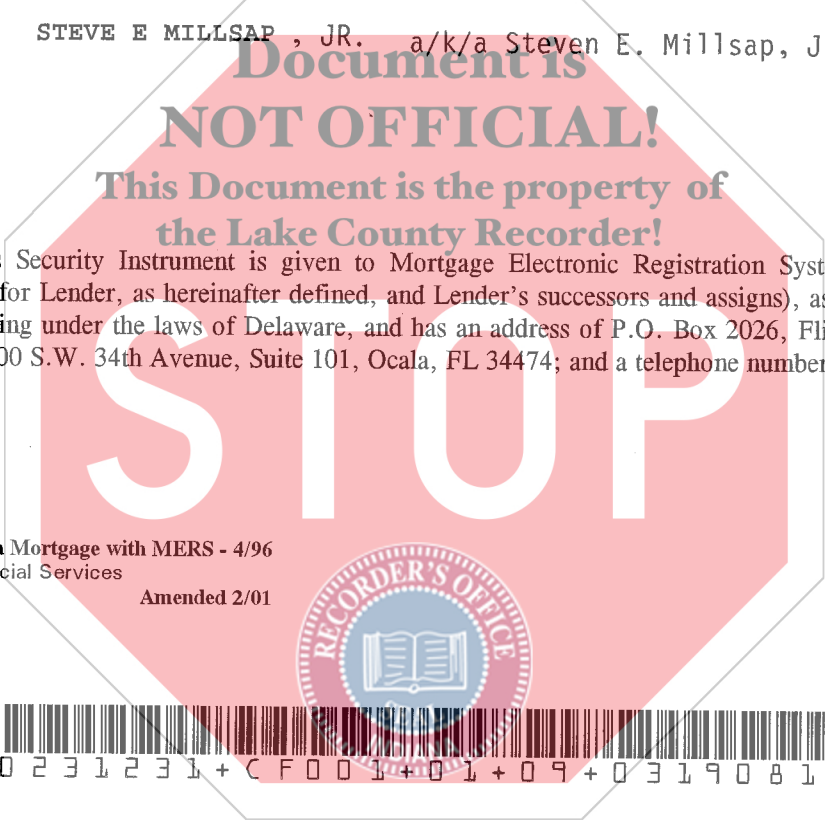 STEVE E MILLSAP , JR. a/k/a Steven E. Millsap, J
Document is
NOT OFFICIAL!
This Document is the property of
the Lake County Recorder!
s Security Instrument is given to Mortgage Electronic Registration Syst
for Lender, as hereinafter defined, and Lender's successors and assigns), as
ing under the laws of Delaware, and has an address of P.O. Box 2026, Fli
00 S.W. 34th Avenue, Suite 101, Ocala, FL 34474; and a telephone number
STOP
a Mortgage with MERS - 4/96
cial Services
Amended 2/01
RECORDER'S OFFICE
SEAL
INDIANA
0231231+CF001+01+09+0319081